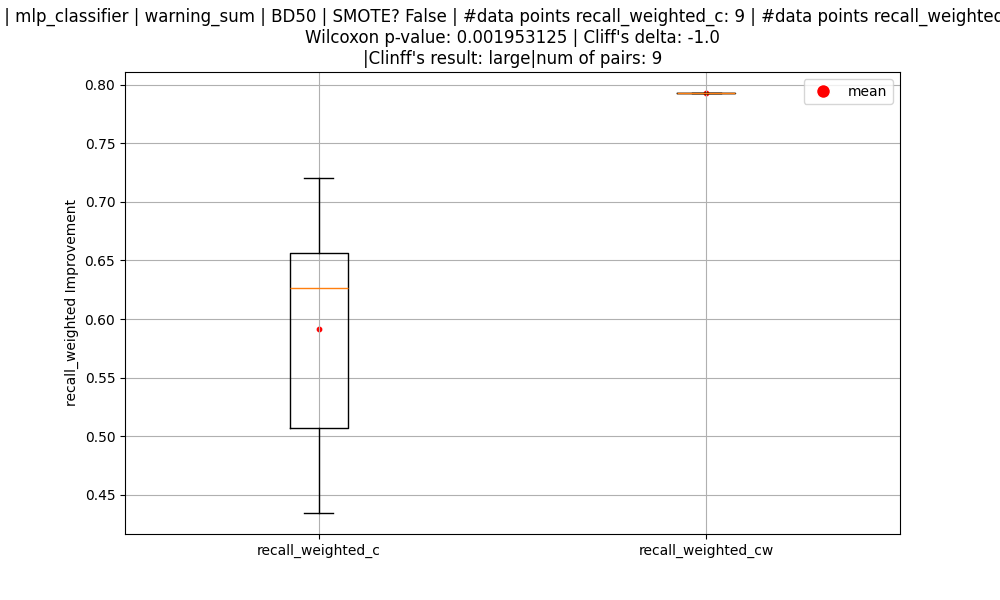 | mlp_classifier | warning_sum | BD50 | SMOTE? False | #data points recall_weighted_c: 9 | #data points recall_weighted
Wilcoxon p-value: 0.001953125 | Cliff's delta: -1.0
|Clinff's result: large|num of pairs: 9
mean
recall_weighted Improvement
0.80
0.75
0.70
0.65
0.60
0.55
0.50
0.45
recall_weighted_c
recall_weighted_cw